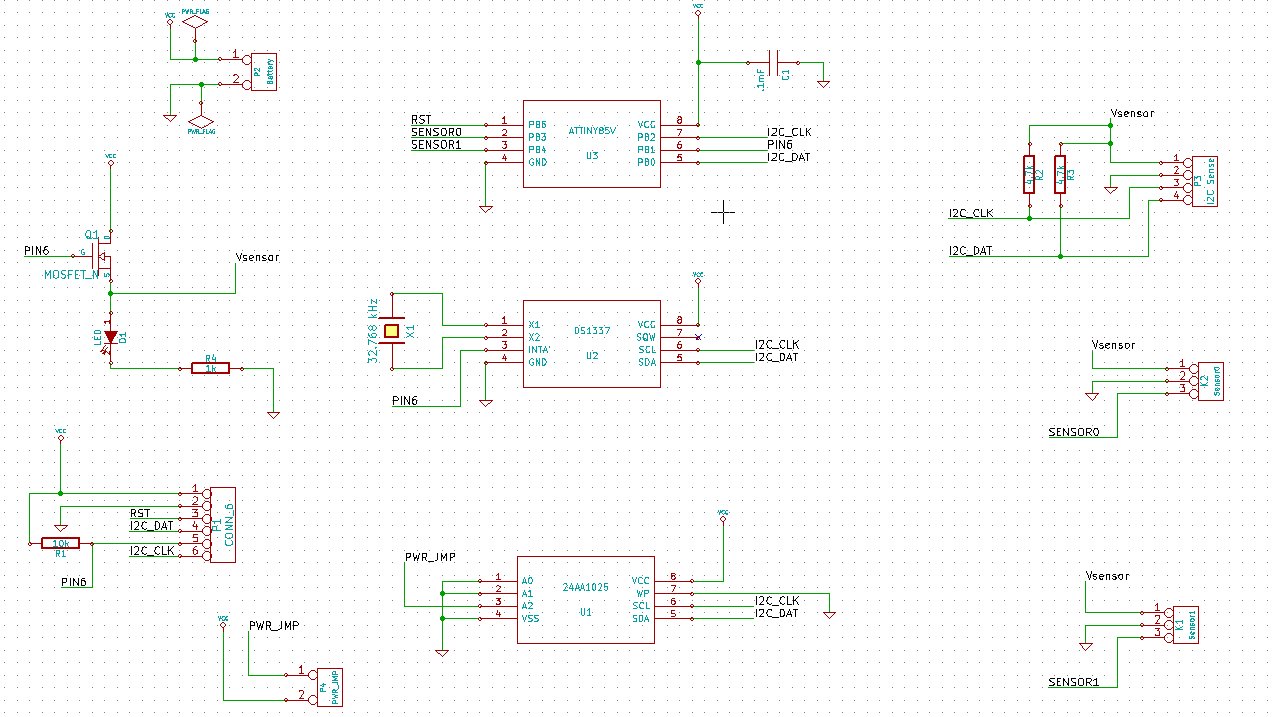 VCC
PWR_FLAG
1
2
P2
Battery
PWR_FLAG
VCC
.1mF
C1
RST
SENSOR0
SENSOR1
1
2
3
4
PB5
PB3
PB4
GND
ATTINY85V
U3
VCC
PB2
PB1
PB0
8
7
6
5
I2C_CLK
PIN6
I2C_DAT
Vsensor
4.7k
R2
4.7k
R3
1
2
3
4
P3
I2C Sense
I2C_CLK
I2C_DAT
VCC
Q1
D
G
S
PIN6
MOSFET_N
Vsensor
LED
D1
R4
1k
32.768 kHz
X1
1
2
3
4
X1
X2
INTA'
GND
DS1337
U2
VCC
VCC
SQW
SCL
SDA
8
7
6
5
I2C_CLK
I2C_DAT
PIN6
Vsensor
1
2
3
K2
Sensor0
SENSOR0
VCC
1
2
3
4
5
6
RST
I2C_DAT
I2C_CLK
P1
CONN_6
10k
R1
PIN6
PWR_JMP
1
2
3
4
A0
A1
A2
VSS
24AA1025
U1
VCC
VCC
WP
SCL
SDA
8
7
6
5
I2C_CLK
I2C_DAT
Vsensor
1
2
3
K1
Sensor1
SENSOR1
VCC
PWR_JMP
1
2
P4
PWR_JMP